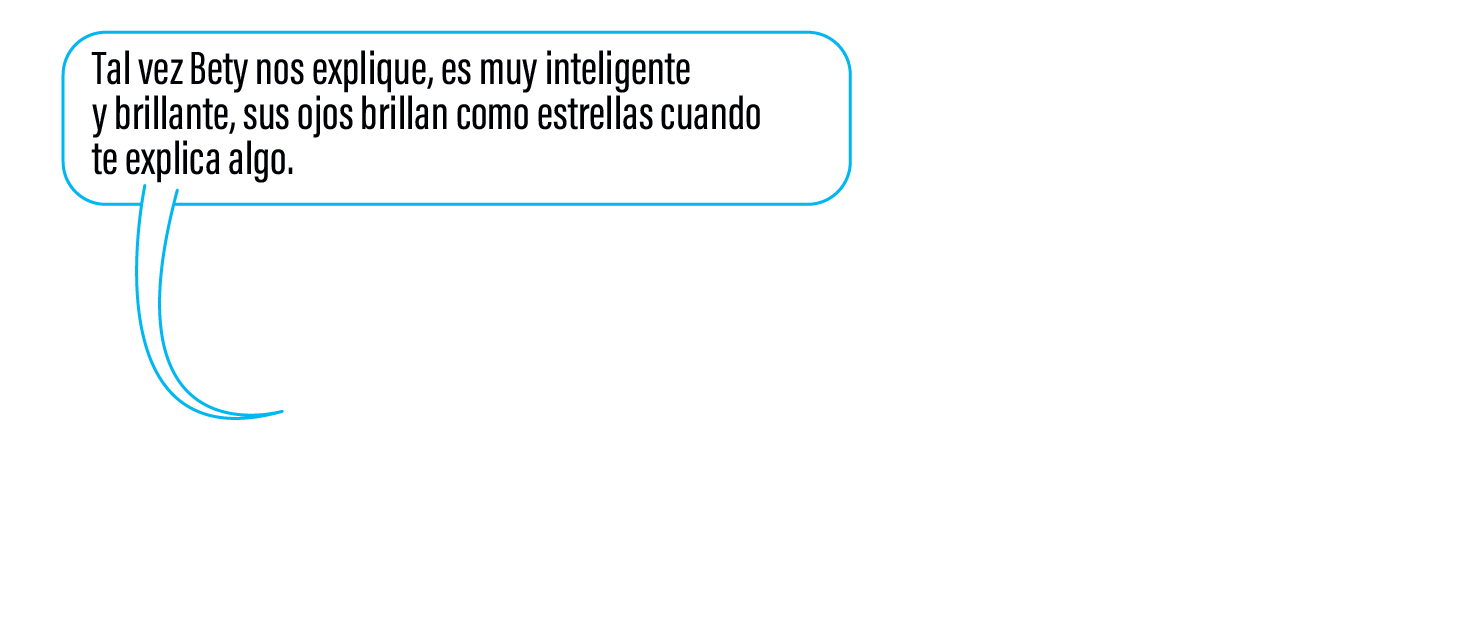 Tal vez Bety nos explique, es muy inteligente
y brillante, sus ojos brillan como estrellas cuando
te explica algo.